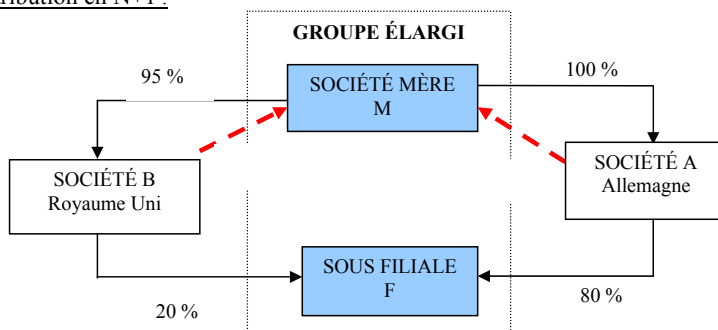 GROUPE ÉLARGI
95 %
100 %
SOCIÉTÉ MÈRE
M
SOCIÉTÉ B
Royaume Uni
SOCIÉTÉ A
Allemagne
SOUS FILIALE
F
20 %
80 %